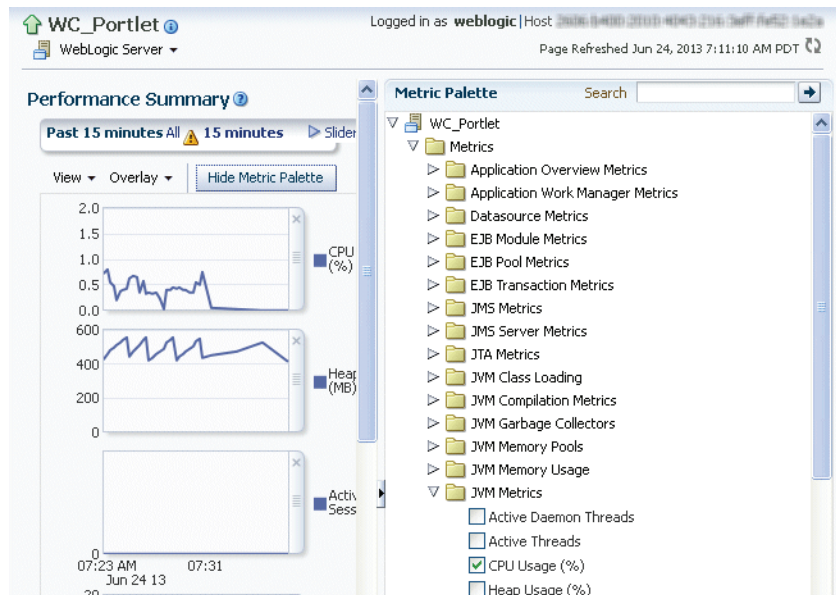 WC_Portlet
Logged in as weblogic|Host
WebLogic Server
Page Refreshed Jun 24, 2013 7:11:10 AM PDT
Performance Summary
Past 15 minutes All 15 minutes Slider
View Overlay Hide Metric Palette
2.0
1.5
1.0
0.5
0.0
CPU
(%)
600
400
200
0
Heap
(MB)
0
Activ
Sess
07:23 AM 07:31
Jun 24 13
20
Metric Palette Search
WC_Portlet
Metrics
Application Overview Metrics
Application Work Manager Metrics
Datasource Metrics
EJB Module Metrics
EJB Pool Metrics
EJB Transaction Metrics
JMS Metrics
JMS Server Metrics
JTA Metrics
JVM Class Loading
JVM Compilation Metrics
JVM Garbage Collectors
JVM Memory Pools
JVM Memory Usage
JVM Metrics
Active Daemon Threads
Active Threads
CPU Usage (%)
Heap Usage (%)